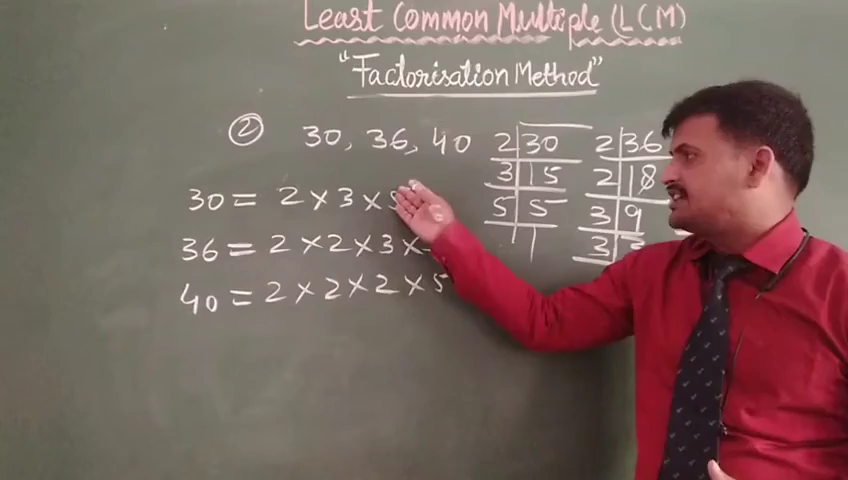 Least Common Multiple (LCM)
"Factorisation Method"
② 30, 36, 40
30 = 2 × 3 × 5
36 = 2 × 2 × 3 ×
40 = 2 × 2 × 2 × 5
2 | 30
3 | 15
5 | 5
1
2 | 36
2 | 18
3 | 9
3 | 3